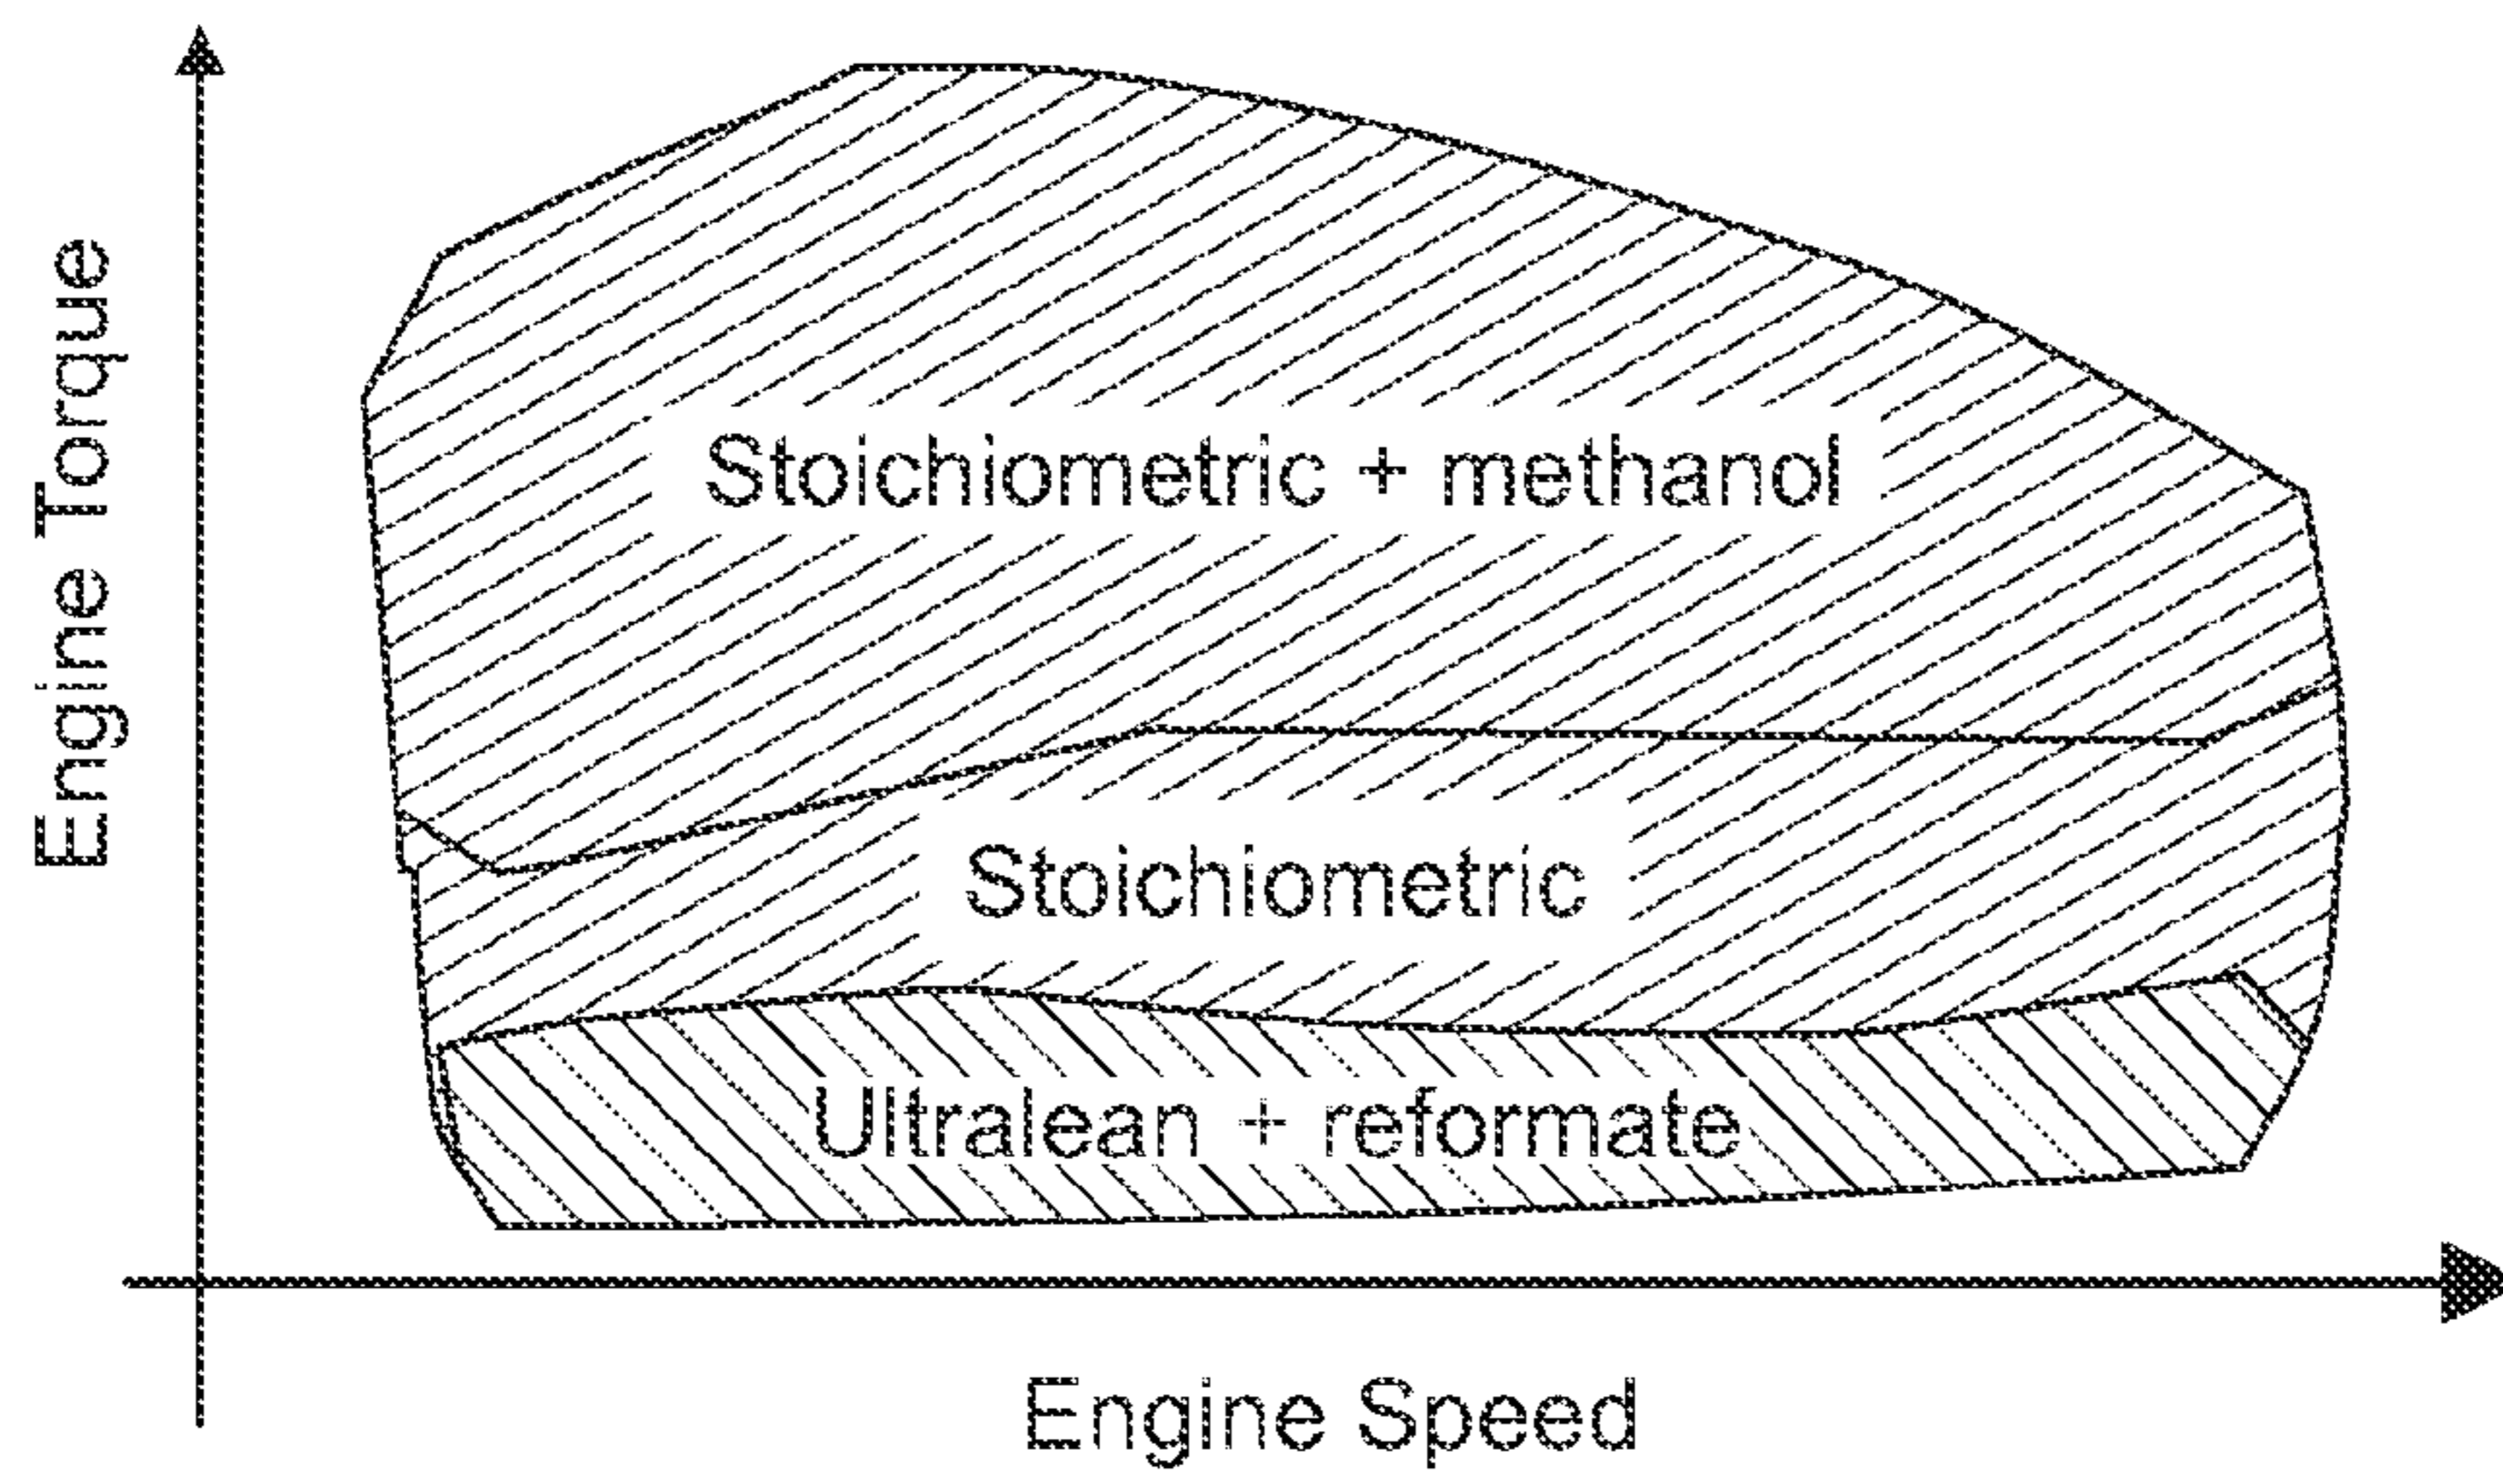 Engine Torque
Stoichiometric + methanol
Stoichiometric
Ultralean + reformate
Engine Speed